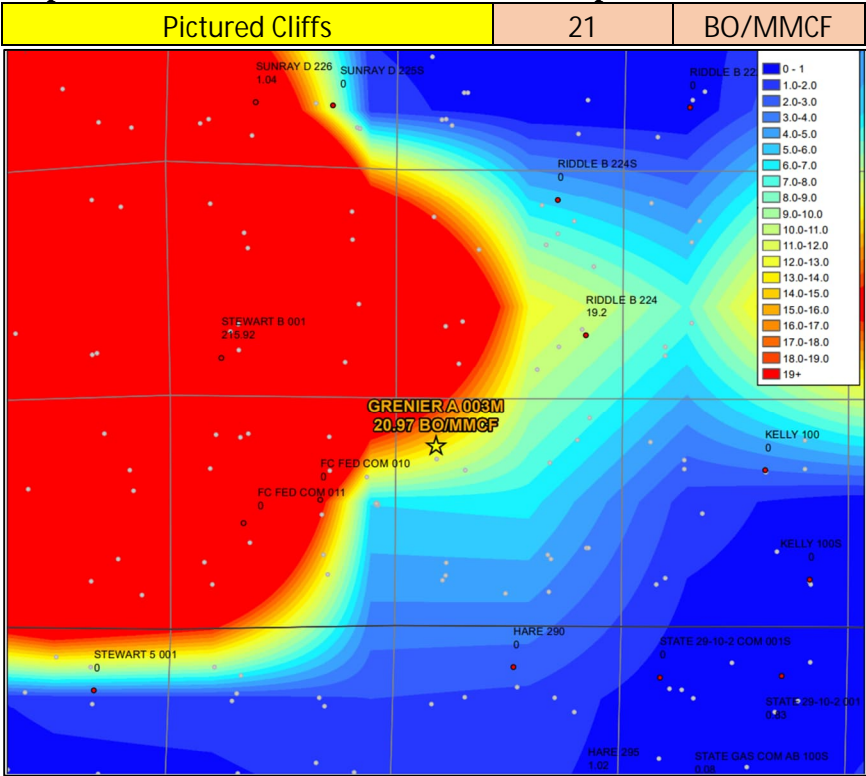 Pictured Cliffs 21 BO/MMCF
SUNRAY D 226
1.04
SUNRAY D 225S
0
RIDDLE B 22
0
0 - 1
1.0-2.0
2.0-3.0
3.0-4.0
4.0-5.0
5.0-6.0
6.0-7.0
7.0-8.0
8.0-9.0
9.0-10.0
10.0-11.0
11.0-12.0
12.0-13.0
13.0-14.0
14.0-15.0
15.0-16.0
16.0-17.0
17.0-18.0
18.0-19.0
19+
RIDDLE B 224S
0
RIDDLE B 224
19.2
STEWART B 001
215.92
GRENIER A 003M
20.97 BO/MMCF
KELLY 100
0
FC FED COM 010
0
FC FED COM 011
0
KELLY 100S
0
HARE 290
0
STATE 29-10-2 COM 001S
0
STEWART 5 001
0
STATE 29-10-2 001
0.83
HARE 295
1.02
STATE GAS COM AB 100S
0.08